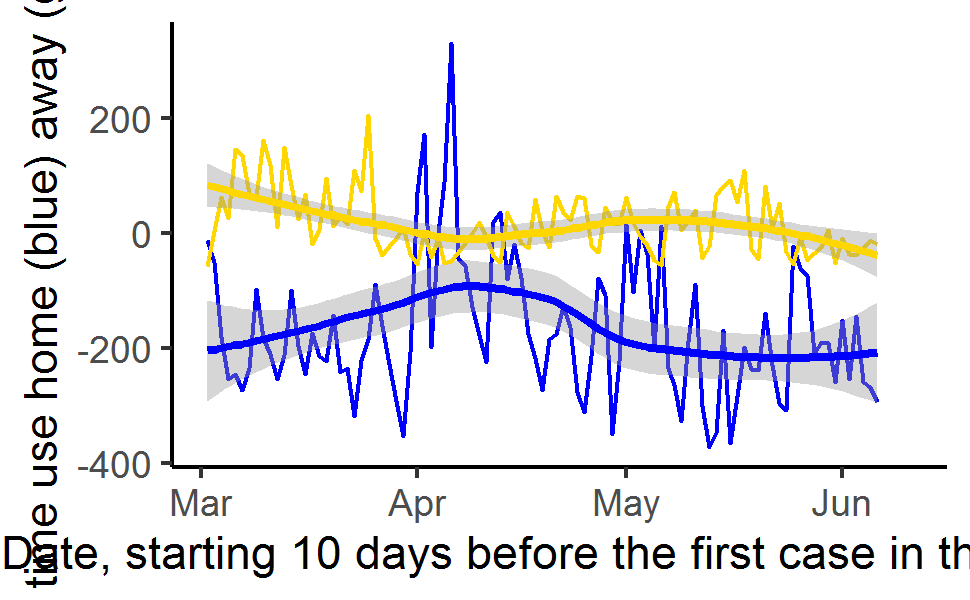 time use home (blue) away (
200
0
-200
-400
Mar Apr May Jun
Date, starting 10 days before the first case in th